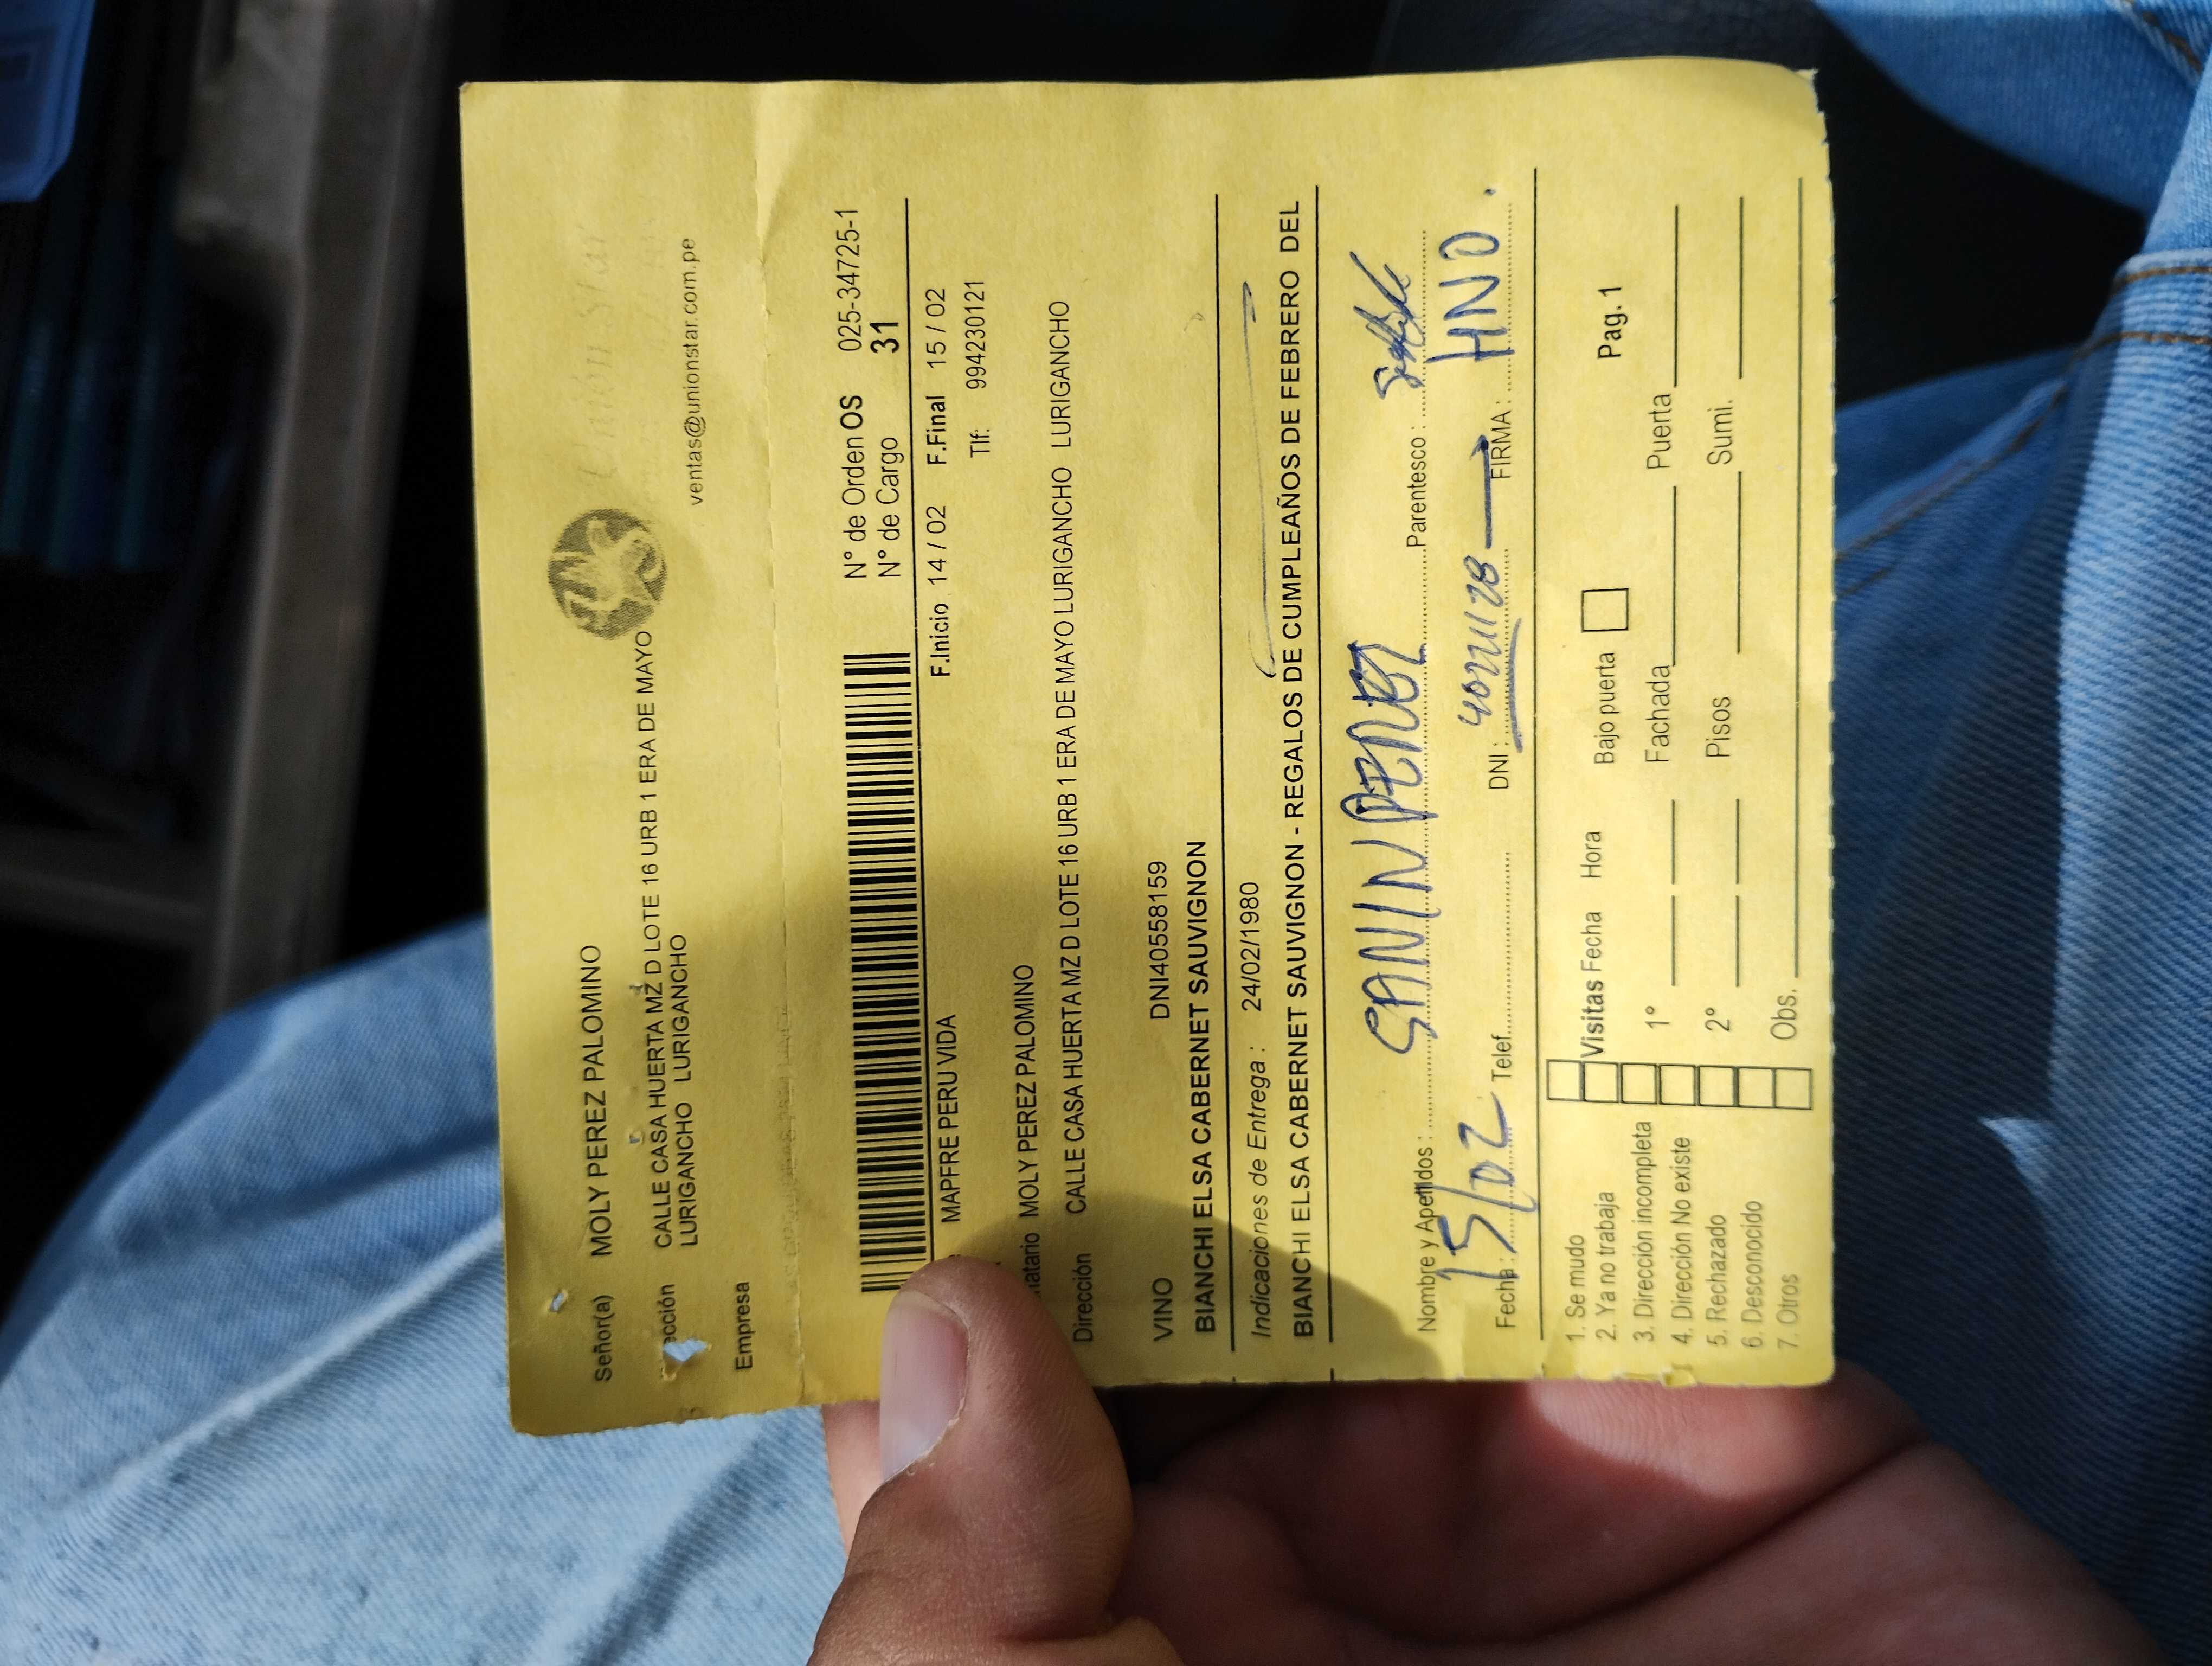 Señor(a) MOLY PEREZ PALOMINO
ección CALLE CASA HUERTA MZ D LOTE 16 URB 1 ERA DE MAYO
LURIGANCHO LURIGANCHO
ventas@unionstar.com.pe
Empresa
N° de Orden OS 025-34725-1
N° de Cargo 31
MAPFRE PERU VIDA F.Inicio 14 / 02 F.Final 15 / 02
Tlf: 994230121
natario MOLY PEREZ PALOMINO
Dirección CALLE CASA HUERTA MZ D LOTE 16 URB 1 ERA DE MAYO LURIGANCHO LURIGANCHO
DNI40558159
VINO
BIANCHI ELSA CABERNET SAUVIGNON
Indicaciones de Entrega : 24/02/1980
BIANCHI ELSA CABERNET SAUVIGNON - REGALOS DE CUMPLEAÑOS DE FEBRERO DEL
Nombre y Apellidos : Parentesco :
Fecha : 15/02 Telef. DNI : FIRMA : HNO.
1. Se mudo
2. Ya no trabaja Visitas Fecha Hora Bajo puerta Pag. 1
3. Dirección incompleta 1° Fachada Puerta
4. Dirección No existe
5. Rechazado 2° Pisos Sumi.
6. Desconocido
7. Otros Obs.